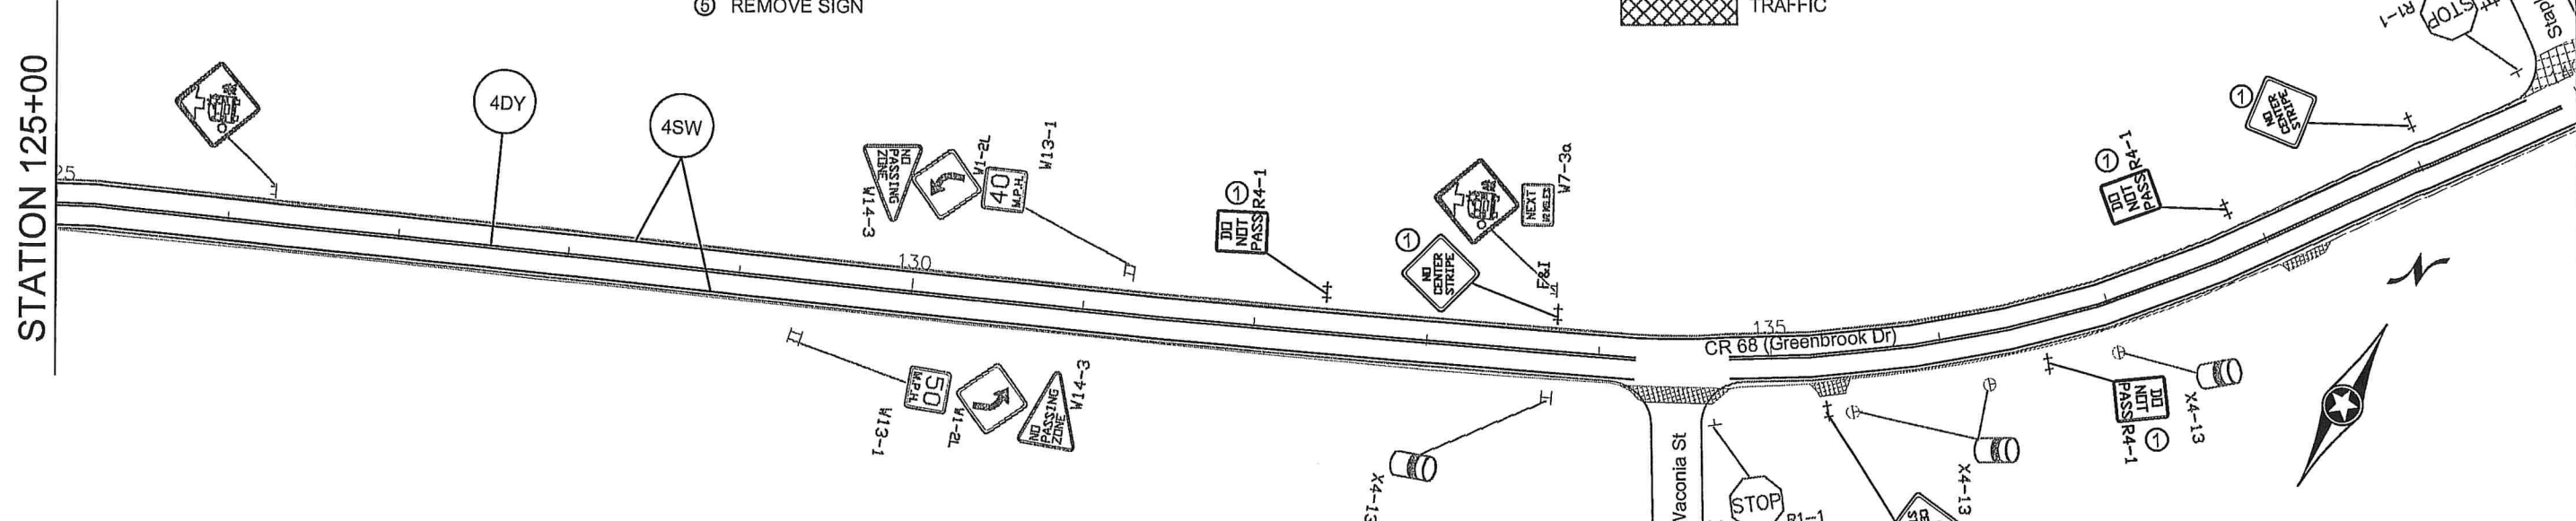 ⑤ REMOVE SIGN
TRAFFIC
STATION 125+00
25
4DY
4SW
NO
PASSING
ZONE
W14-3
W1-2L
40
M.P.H.
W13-1
130
①
DO
NOT
PASS
R4-1
①
NO
CENTER
STRIPE
NEXT
W7-3a
F&I
135
CR 68 (Greenbrook Dr)
①
DO
NOT
PASS
R4-1
①
NO
CENTER
STRIPE
STOP
R1-1
50
M.P.H.
W13-1
W1-2L
NO
PASSING
ZONE
W14-3
X4-13
Vaconia St
STOP
R1-1
X4-13
DO
NOT
PASS
R4-1
①
X4-13
N